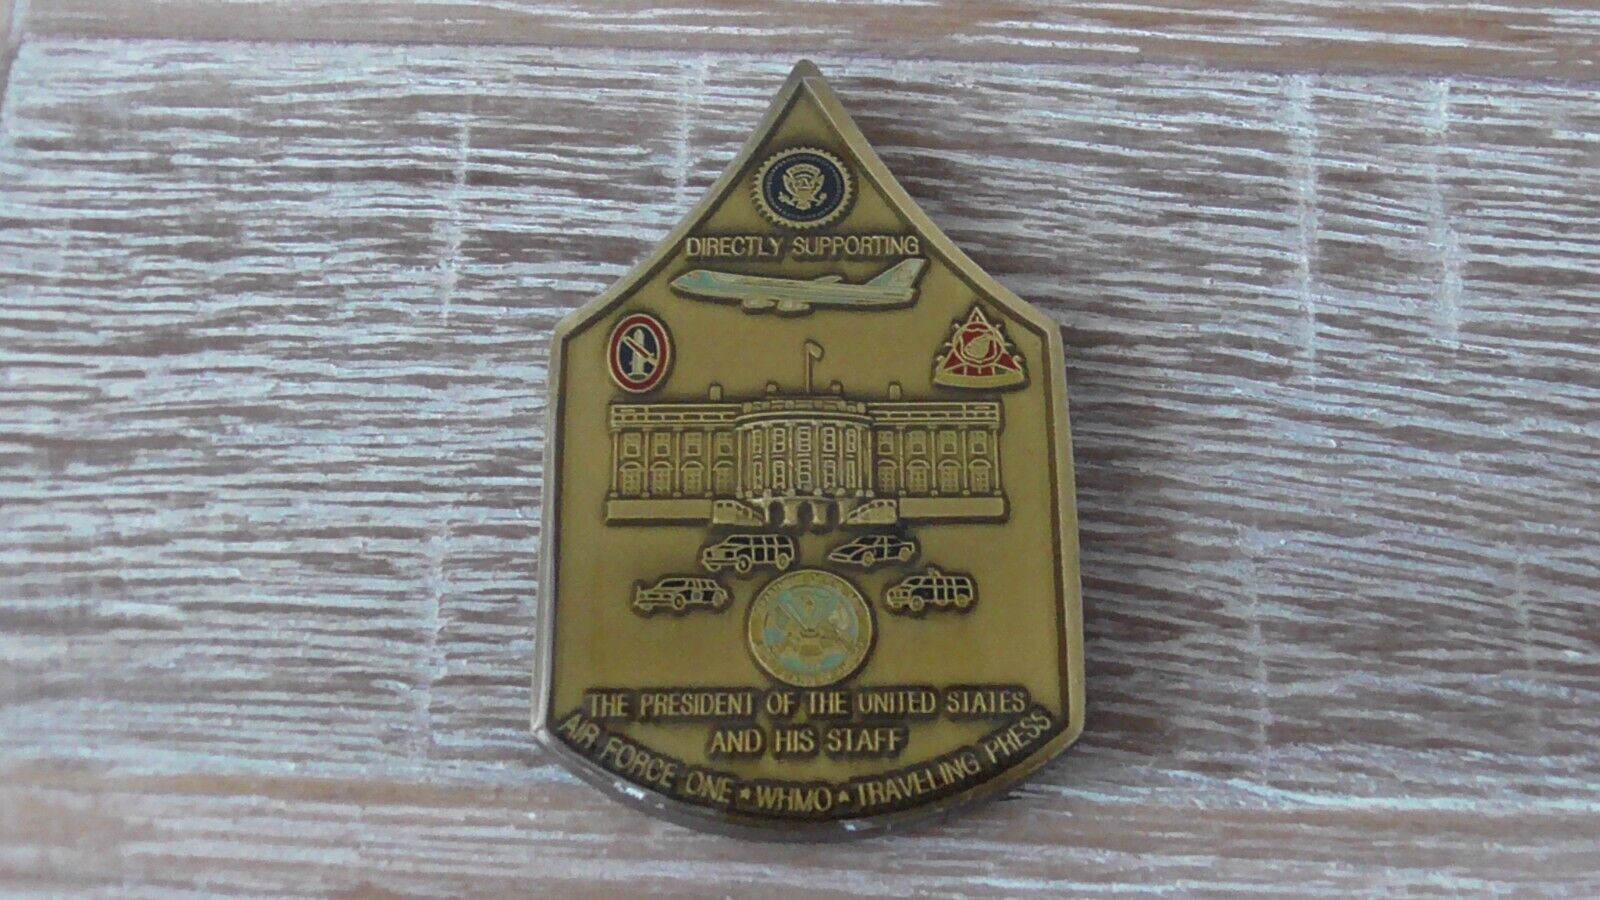 DIRECTLY SUPPORTING
THE PRESIDENT OF THE UNITED STATES
AND HIS STAFF
AIR FORCE ONE ★ WHMO ★ TRAVELING PRESS